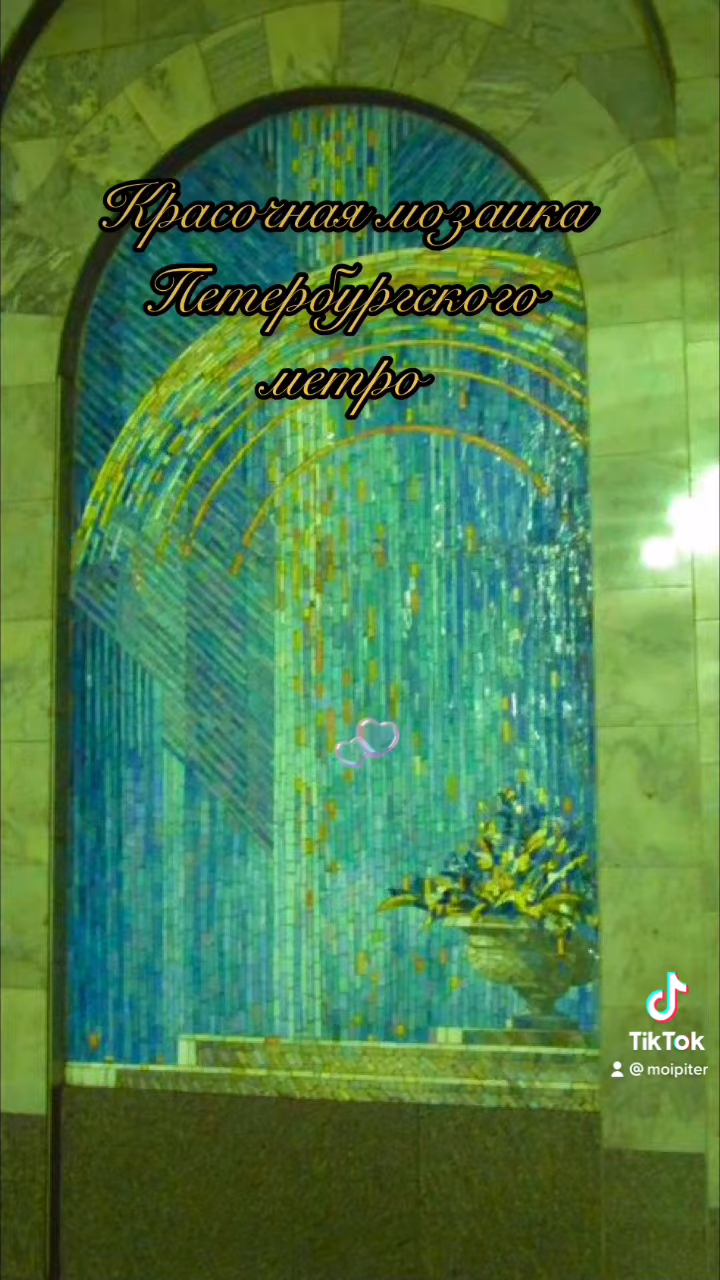 Красочная мозаика
Петербургского
метро
TikTok
@ moipiter